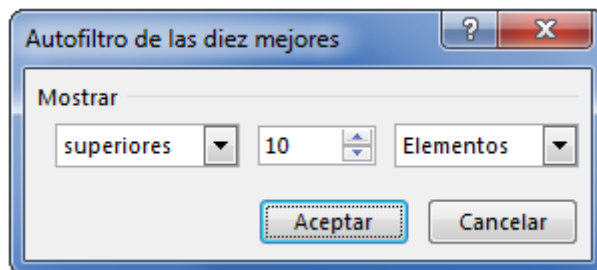 Autofiltro de las diez mejores ? X
Mostrar
superiores 10 Elementos
Aceptar Cancelar